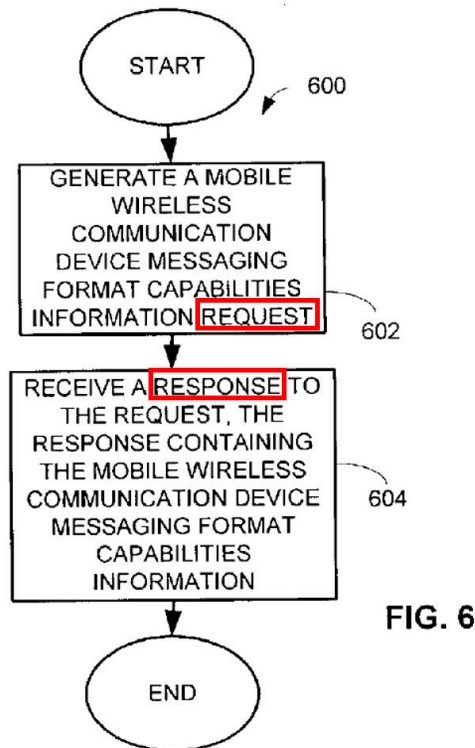 START
600
GENERATE A MOBILE
WIRELESS
COMMUNICATION
DEVICE MESSAGING
FORMAT CAPABILITIES
INFORMATION REQUEST
602
RECEIVE A RESPONSE TO
THE REQUEST, THE
RESPONSE CONTAINING
THE MOBILE WIRELESS
COMMUNICATION DEVICE
MESSAGING FORMAT
CAPABILITIES
INFORMATION
604
FIG. 6
END